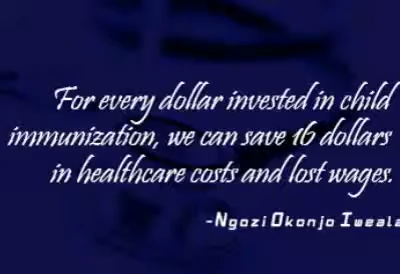 For every dollar invested in child
immunization, we can save 16 dollars
in healthcare costs and lost wages.
-Ngozi Okonjo Iweala